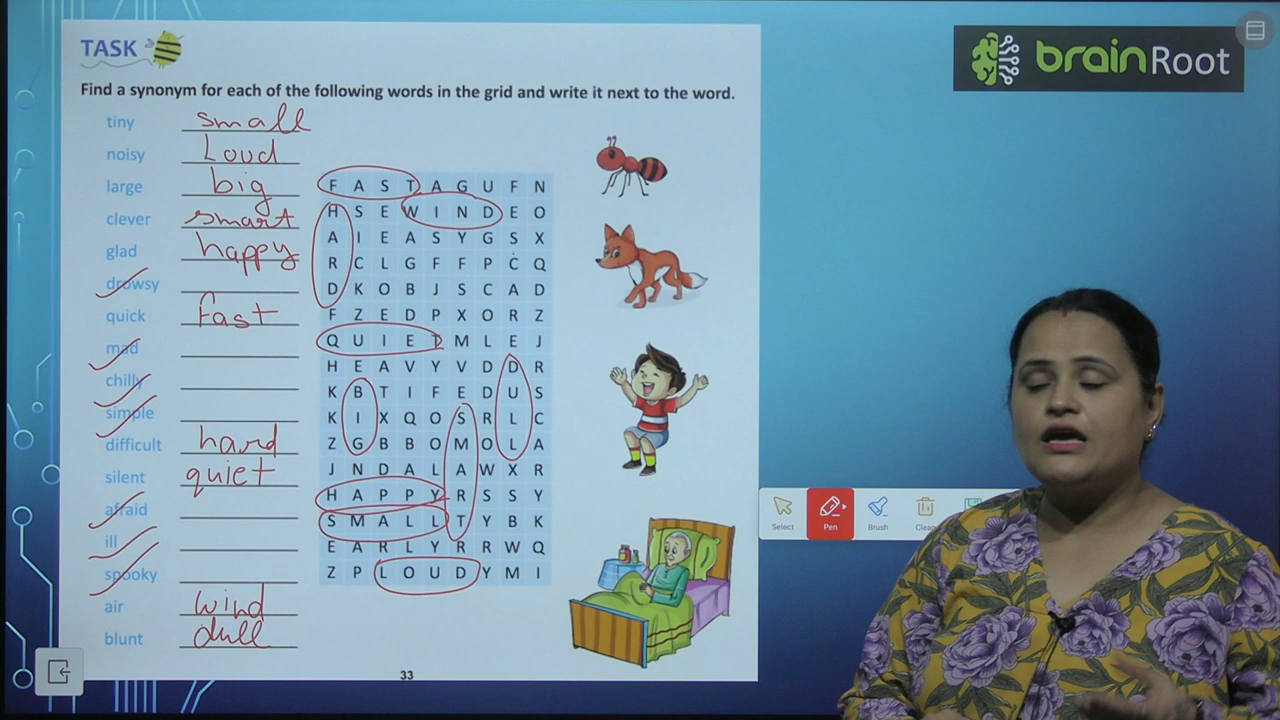 TASK
brainRoot
Find a synonym for each of the following words in the grid and write it next to the word.
tiny small
noisy Loud
large big
clever smart
glad happy
drowsy
quick fast
mad
chilly
simple
difficult hard
silent quiet
afraid
ill
spooky
air wind
blunt dull
F A S T A G U F N
H S E W I N D E O
A I E A S Y G S X
R C L G F F P C Q
D K O B J S C A D
F Z E D P X O R Z
Q U I E T M L E J
H E A V Y V D D R
K B T I F E D U S
K I X Q O S R L C
Z G B B O M O L A
J N D A L A W X R
H A P P Y R S S Y
S M A L L T Y B K
E A R L Y R R W Q
Z P L O U D Y M I
Select
Pen
Brush
33